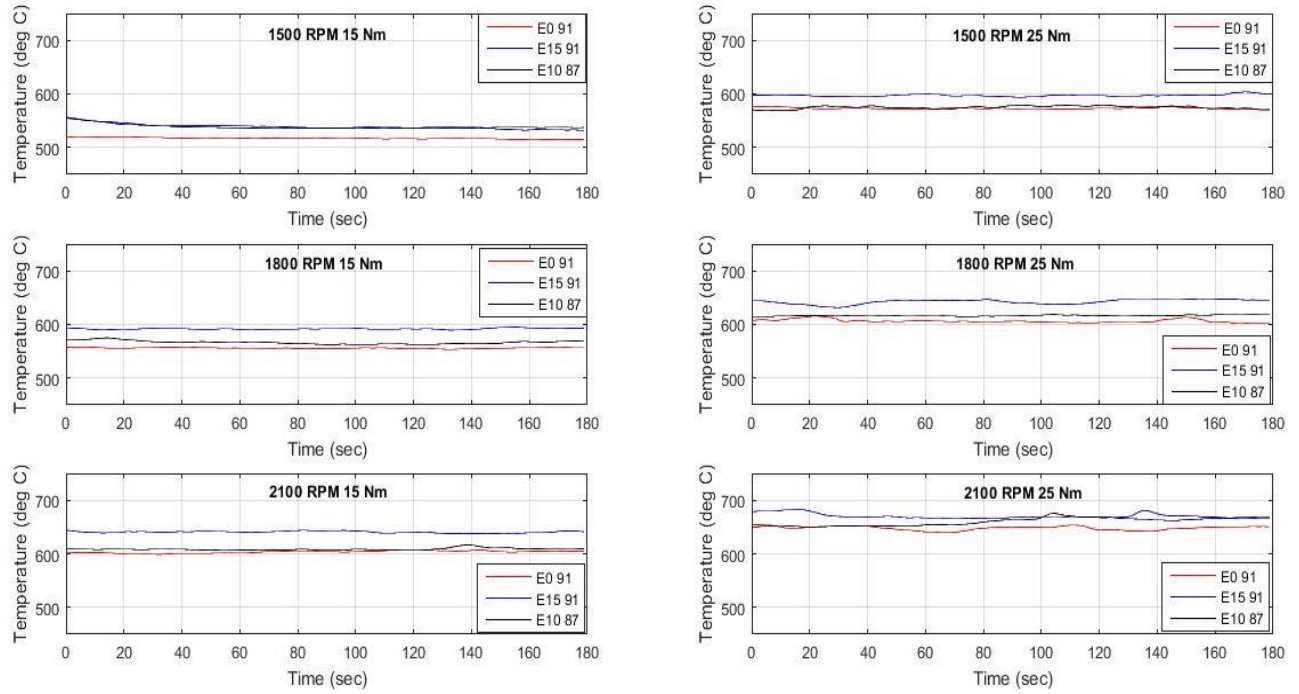 1500 RPM 15 Nm
E0 91
E15 91
E10 87
Temperature (deg C)
700
600
500
0 20 40 60 80 100 120 140 160 180
Time (sec)
1500 RPM 25 Nm
E0 91
E15 91
E10 87
Temperature (deg C)
700
600
500
0 20 40 60 80 100 120 140 160 180
Time (sec)
1800 RPM 15 Nm
E0 91
E15 91
E10 87
Temperature (deg C)
700
600
500
0 20 40 60 80 100 120 140 160 180
Time (sec)
1800 RPM 25 Nm
E0 91
E15 91
E10 87
Temperature (deg C)
700
600
500
0 20 40 60 80 100 120 140 160 180
Time (sec)
2100 RPM 15 Nm
E0 91
E15 91
E10 87
Temperature (deg C)
700
600
500
0 20 40 60 80 100 120 140 160 180
Time (sec)
2100 RPM 25 Nm
E0 91
E15 91
E10 87
Temperature (deg C)
700
600
500
0 20 40 60 80 100 120 140 160 180
Time (sec)